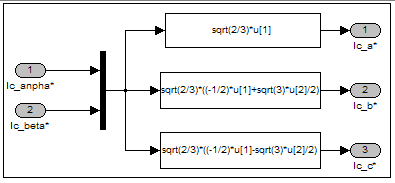 sqrt(2/3)*u[1]
1
Ic_a*
1
Ic_anpha*
sqrt(2/3)*((-1/2)*u[1]+sqrt(3)*u[2]/2)
2
Ic_b*
2
Ic_beta*
sqrt(2/3)*((-1/2)*u[1]-sqrt(3)*u[2]/2)
3
Ic_c*